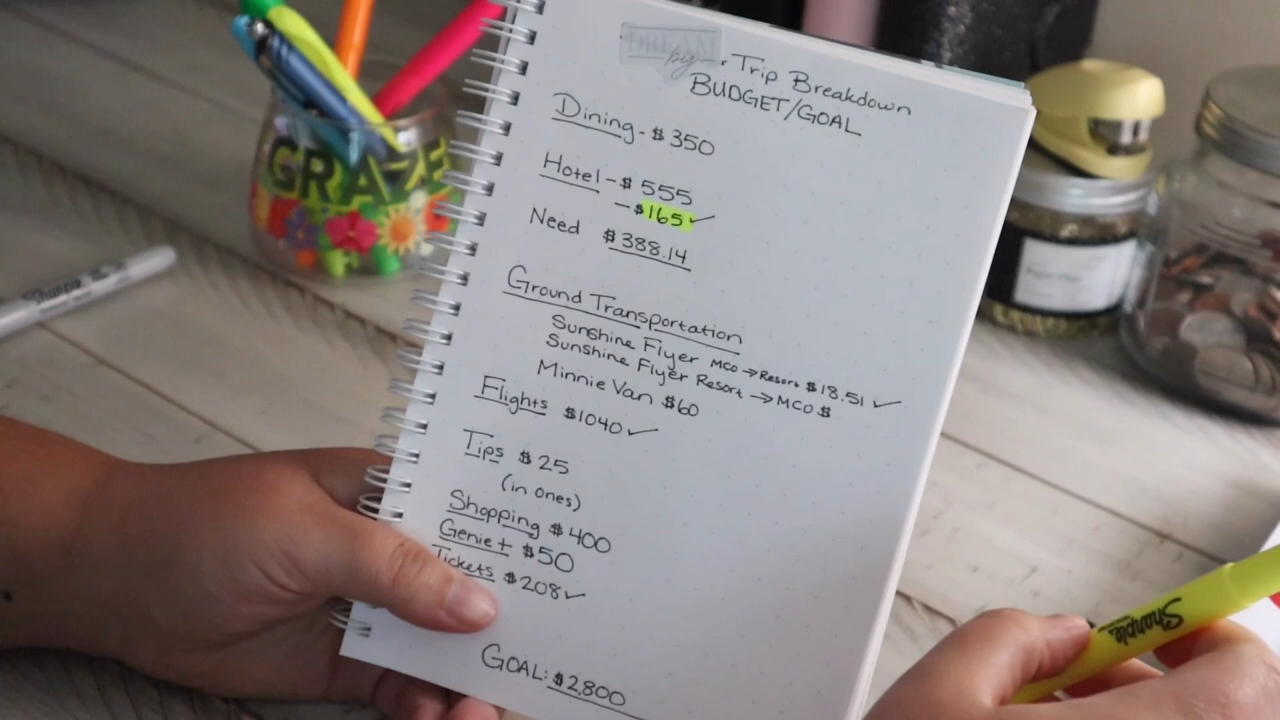 Trip Breakdown
BUDGET/GOAL
Dining - $350
Hotel - $555
- $165 ✓
Need $388.14
Ground Transportation
Sunshine Flyer MCO → Resort $18.51 ✓
Sunshine Flyer Resort → MCO $
Minnie Van $60
Flights $1040 ✓
Tips $25
(in ones)
Shopping $400
Genie+ $50
Tickets $208 ✓
GOAL: $2,800
GRAZE
Sharpie
Sharpie